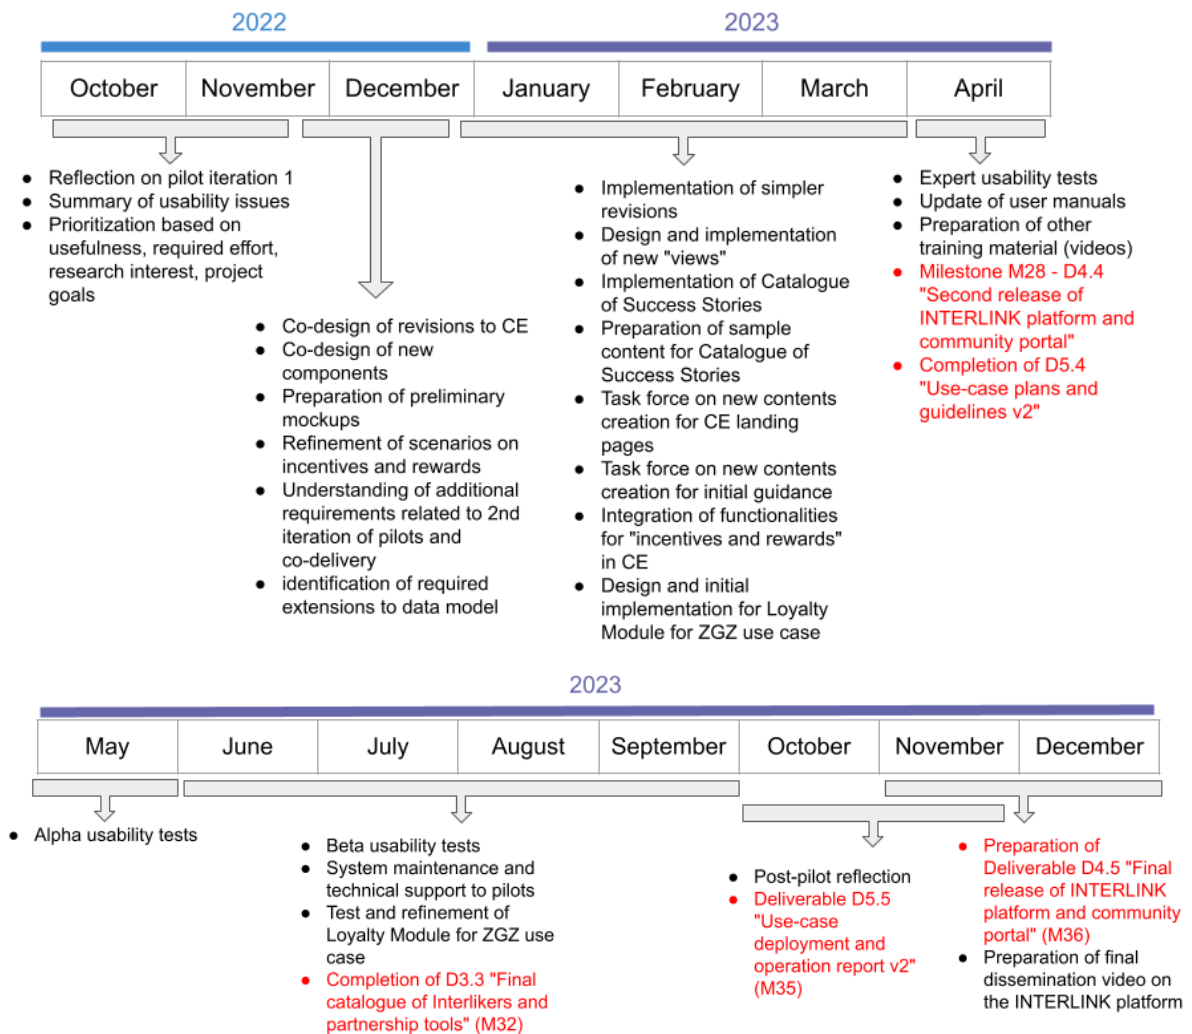 2022
2023
October
November
December
January
February
March
April
● Reflection on pilot iteration 1
● Summary of usability issues
● Prioritization based on
usefulness, required effort,
research interest, project
goals
● Co-design of revisions to CE
● Co-design of new
components
● Preparation of preliminary
mockups
● Refinement of scenarios on
incentives and rewards
● Understanding of additional
requirements related to 2nd
iteration of pilots and
co-delivery
● identification of required
extensions to data model
● Implementation of simpler
revisions
● Design and implementation
of new "views"
● Implementation of Catalogue
of Success Stories
● Preparation of sample
content for Catalogue of
Success Stories
● Task force on new contents
creation for CE landing
pages
● Task force on new contents
creation for initial guidance
● Integration of functionalities
for "incentives and rewards"
in CE
● Design and initial
implementation for Loyalty
Module for ZGZ use case
● Expert usability tests
● Update of user manuals
● Preparation of other
training material (videos)
● Milestone M28 - D4.4
"Second release of
INTERLINK platform and
community portal"
● Completion of D5.4
"Use-case plans and
guidelines v2"
2023
May
June
July
August
September
October
November
December
● Alpha usability tests
● Beta usability tests
● System maintenance and
technical support to pilots
● Test and refinement of
Loyalty Module for ZGZ use
case
● Completion of D3.3 "Final
catalogue of Interlikers and
partnership tools" (M32)
● Post-pilot reflection
● Deliverable D5.5
"Use-case
deployment and
operation report v2"
(M35)
● Preparation of
Deliverable D4.5 "Final
release of INTERLINK
platform and community
portal" (M36)
● Preparation of final
dissemination video on
the INTERLINK platform